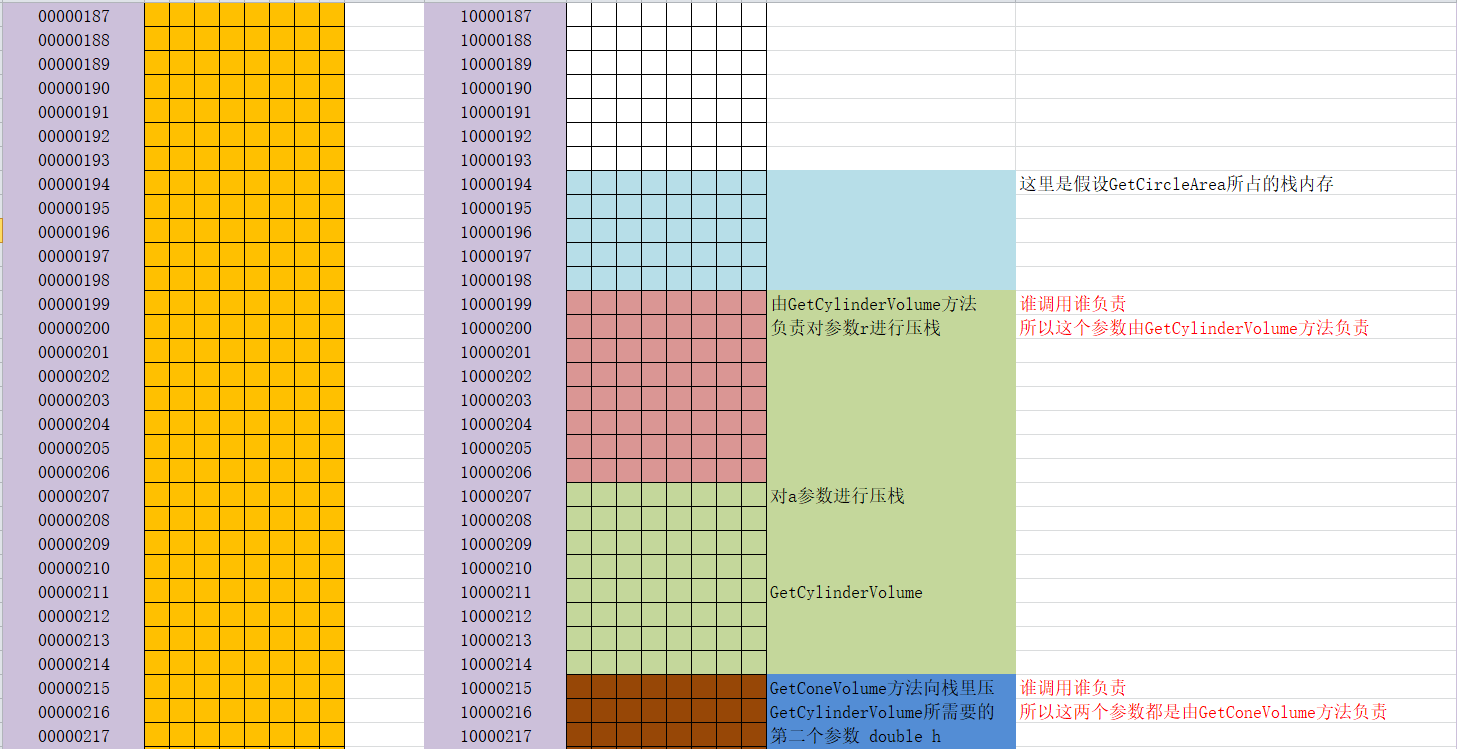 00000187 10000187
00000188 10000188
00000189 10000189
00000190 10000190
00000191 10000191
00000192 10000192
00000193 10000193
00000194 10000194 这里是假设GetCircleArea所占的栈内存
00000195 10000195
00000196 10000196
00000197 10000197
00000198 10000198
00000199 10000199 由GetCylinderVolume方法 谁调用谁负责
00000200 10000200 负责对参数r进行压栈 所以这个参数由GetCylinderVolume方法负责
00000201 10000201
00000202 10000202
00000203 10000203
00000204 10000204
00000205 10000205
00000206 10000206
00000207 10000207 对a参数进行压栈
00000208 10000208
00000209 10000209
00000210 10000210
00000211 10000211 GetCylinderVolume
00000212 10000212
00000213 10000213
00000214 10000214
00000215 10000215 GetConeVolume方法向栈里压 谁调用谁负责
00000216 10000216 GetCylinderVolume所需要的 所以这两个参数都是由GetConeVolume方法负责
00000217 10000217 第二个参数 double h